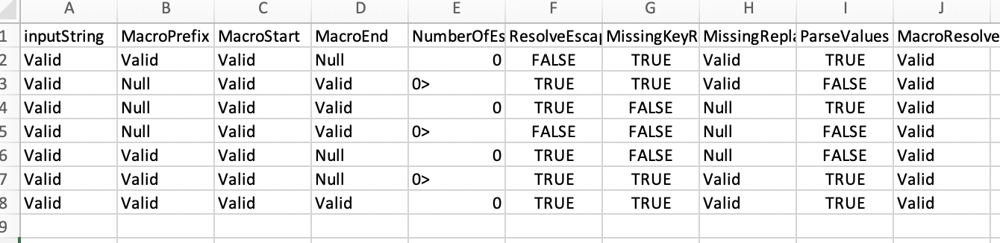 A B C D E F G H I J
1 inputString MacroPrefix MacroStart MacroEnd NumberOfEs ResolveEscap MissingKeyR MissingRepla ParseValues MacroResolve
2 Valid Valid Valid Null 0 FALSE TRUE Valid TRUE Valid
3 Valid Null Valid Valid 0> TRUE TRUE Valid FALSE Valid
4 Valid Null Valid Valid 0 TRUE FALSE Null TRUE Valid
5 Valid Null Valid Valid 0> FALSE FALSE Null FALSE Valid
6 Valid Valid Valid Null 0 TRUE FALSE Null FALSE Valid
7 Valid Valid Valid Null 0> TRUE TRUE Valid TRUE Valid
8 Valid Valid Valid Valid 0 TRUE TRUE Valid TRUE Valid
9